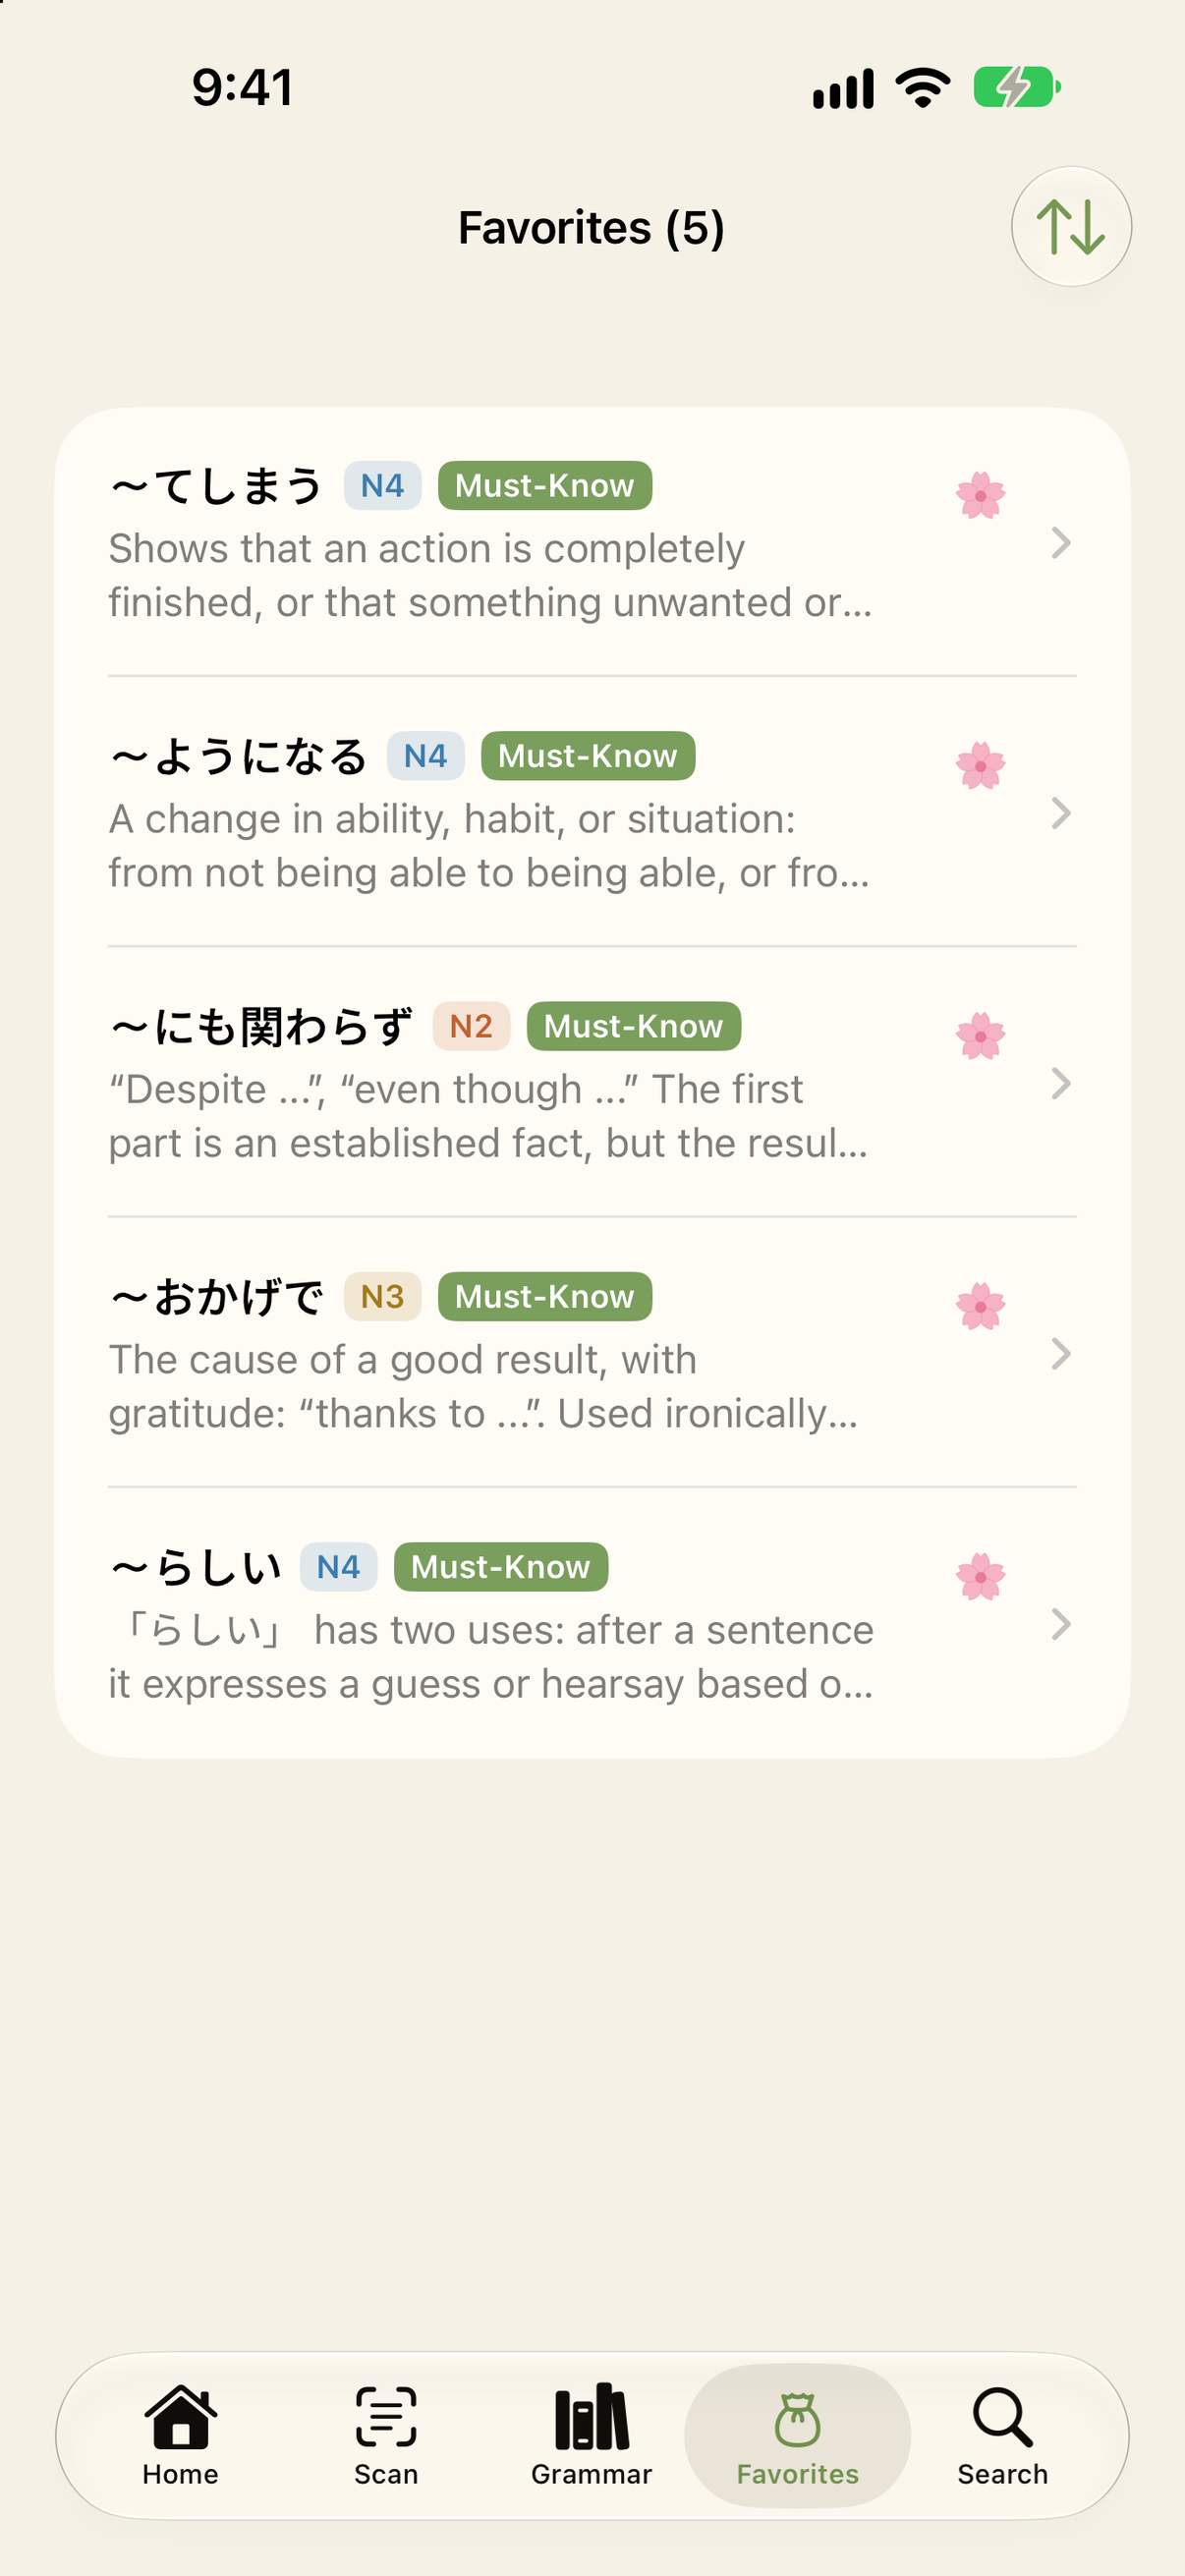 9:41
Favorites (5)
～てしまう N4 Must-Know
Shows that an action is completely
finished, or that something unwanted or...
～ようになる N4 Must-Know
A change in ability, habit, or situation:
from not being able to being able, or fro...
～にも関わらず N2 Must-Know
“Despite ...”, “even though ...” The first
part is an established fact, but the resul...
～おかげで N3 Must-Know
The cause of a good result, with
gratitude: “thanks to ...”. Used ironically...
～らしい N4 Must-Know
「らしい」 has two uses: after a sentence
it expresses a guess or hearsay based o...
Home Scan Grammar Favorites Search